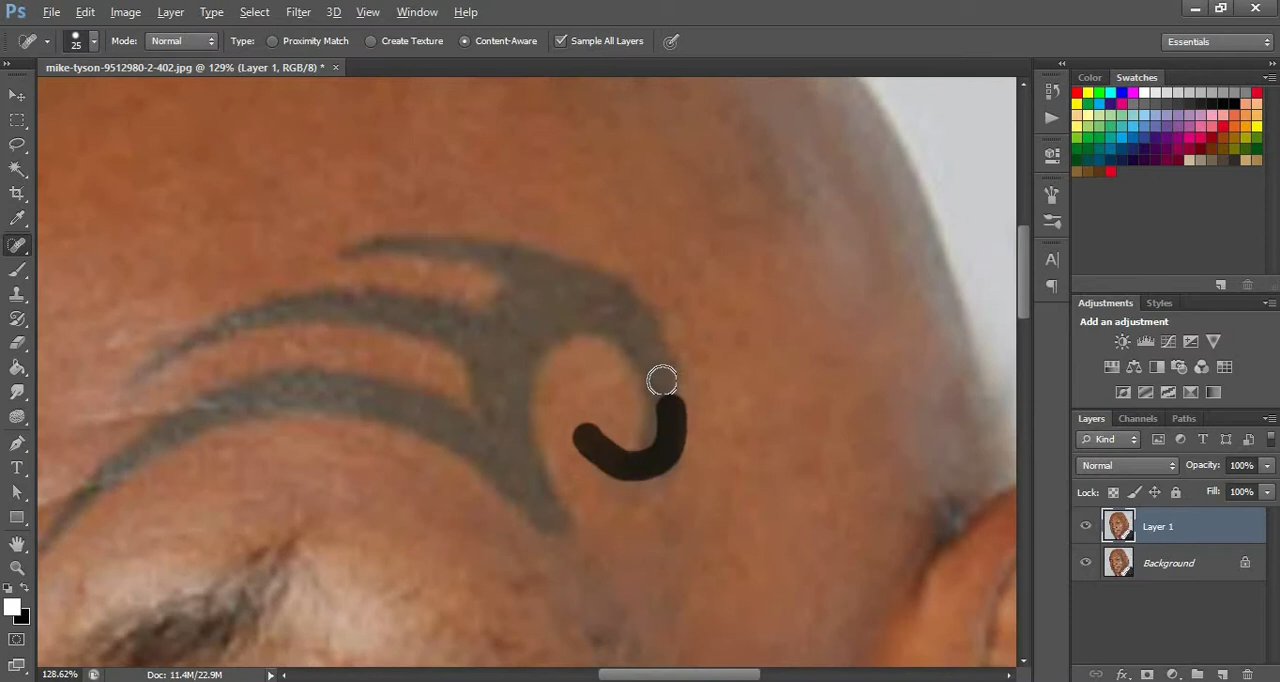 Ps File Edit Image Layer Type Select Filter 3D View Window Help
25 Mode: Normal Type: Proximity Match Create Texture Content-Aware Sample All Layers Essentials
mike-tyson-9512980-2-402.jpg @ 129% (Layer 1, RGB/8) * ×
Color Swatches
Adjustments Styles
Add an adjustment
Layers Channels Paths
Kind
Normal Opacity: 100%
Lock: Fill: 100%
Layer 1
Background
128.62% Doc: 11.4M/22.9M